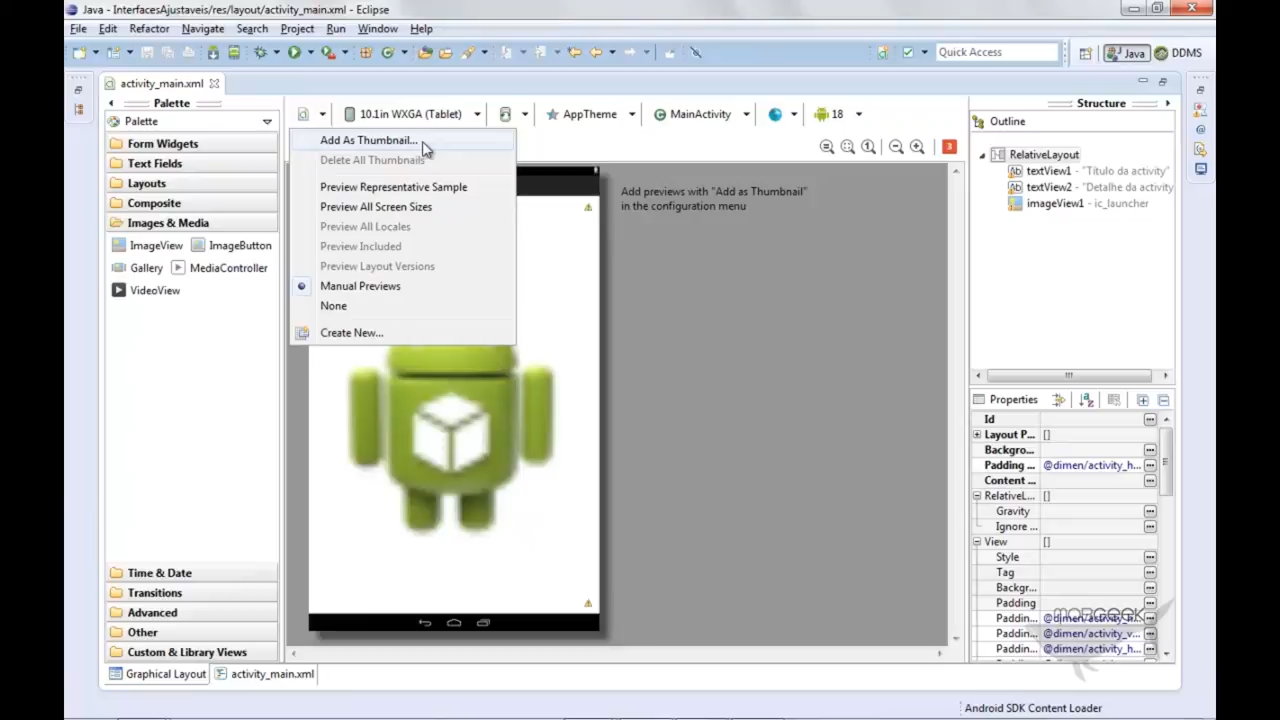 Java - InterfacesAjustaveis/res/layout/activity_main.xml - Eclipse
File Edit Refactor Navigate Search Project Run Window Help
Quick Access
Java
DDMS
activity_main.xml
Palette
Palette
Form Widgets
Text Fields
Layouts
Composite
Images & Media
ImageView ImageButton
Gallery MediaController
VideoView
Time & Date
Transitions
Advanced
Other
Custom & Library Views
10.1in WXGA (Tablet) AppTheme MainActivity 18
3
Add As Thumbnail...
Delete All Thumbnails
Preview Representative Sample
Preview All Screen Sizes
Preview All Locales
Preview Included
Preview Layout Versions
Manual Previews
None
Create New...
Add previews with "Add as Thumbnail"
in the configuration menu
Structure
Outline
RelativeLayout
textView1 - "Titulo da activity"
textView2 - "Detalhe da activity
imageView1 - ic_launcher
Properties
Id
Layout P... []
Backgro...
Padding ... @dimen/activity_h...
Content ...
RelativeL... []
Gravity
Ignore ...
View []
Style
Tag
Backgr...
Padding
Paddin... @dimen/activity_h...
Paddin... @dimen/activity_v...
Paddin... @dimen/activity_h...
MOBGEEK
Graphical Layout activity_main.xml
Android SDK Content Loader